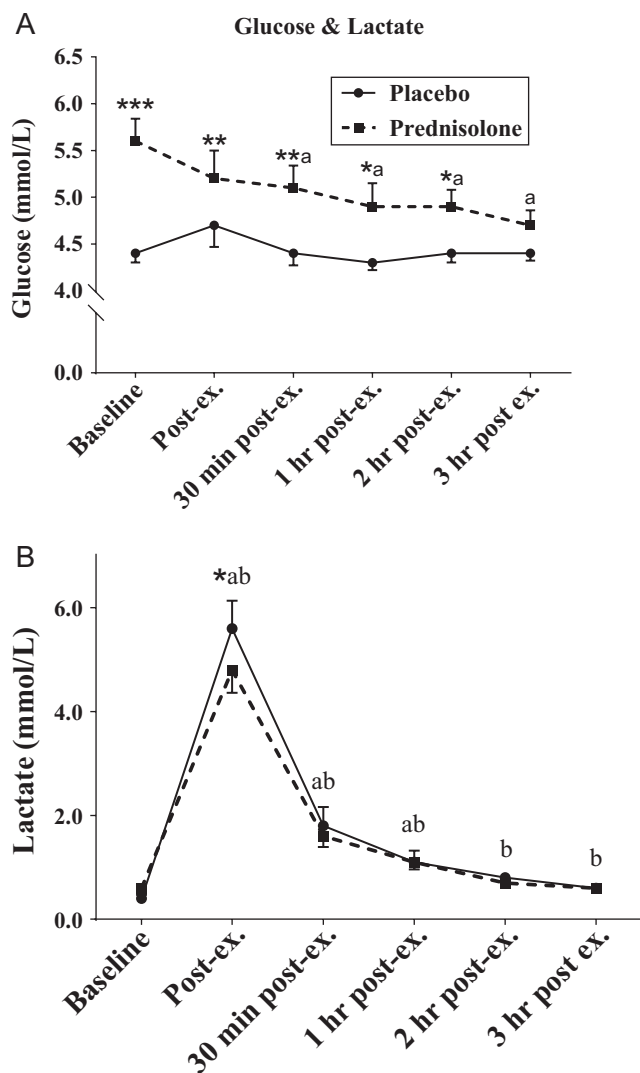 A
Glucose & Lactate
Glucose (mmol/L)
6.5
6.0
5.5
5.0
4.5
4.0
0.0
Placebo
Prednisolone
***
**
**a
*a
*a
a
Baseline
Post-ex.
30 min post-ex.
1 hr post-ex.
2 hr post-ex.
3 hr post ex.
B
Lactate (mmol/L)
6.0
4.0
2.0
0.0
*ab
ab
ab
b
b
Baseline
Post-ex.
30 min post-ex.
1 hr post-ex.
2 hr post-ex.
3 hr post ex.